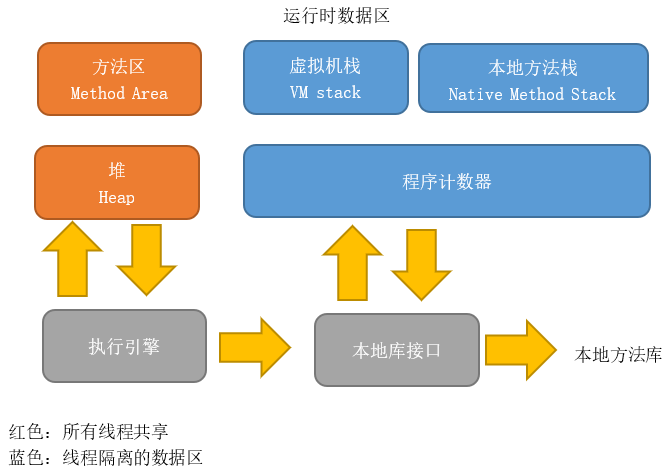 运行时数据区
方法区
Method Area
虚拟机栈
VM stack
本地方法栈
Native Method Stack
堆
Heap
程序计数器
执行引擎
本地库接口
本地方法库
红色：所有线程共享
蓝色：线程隔离的数据区